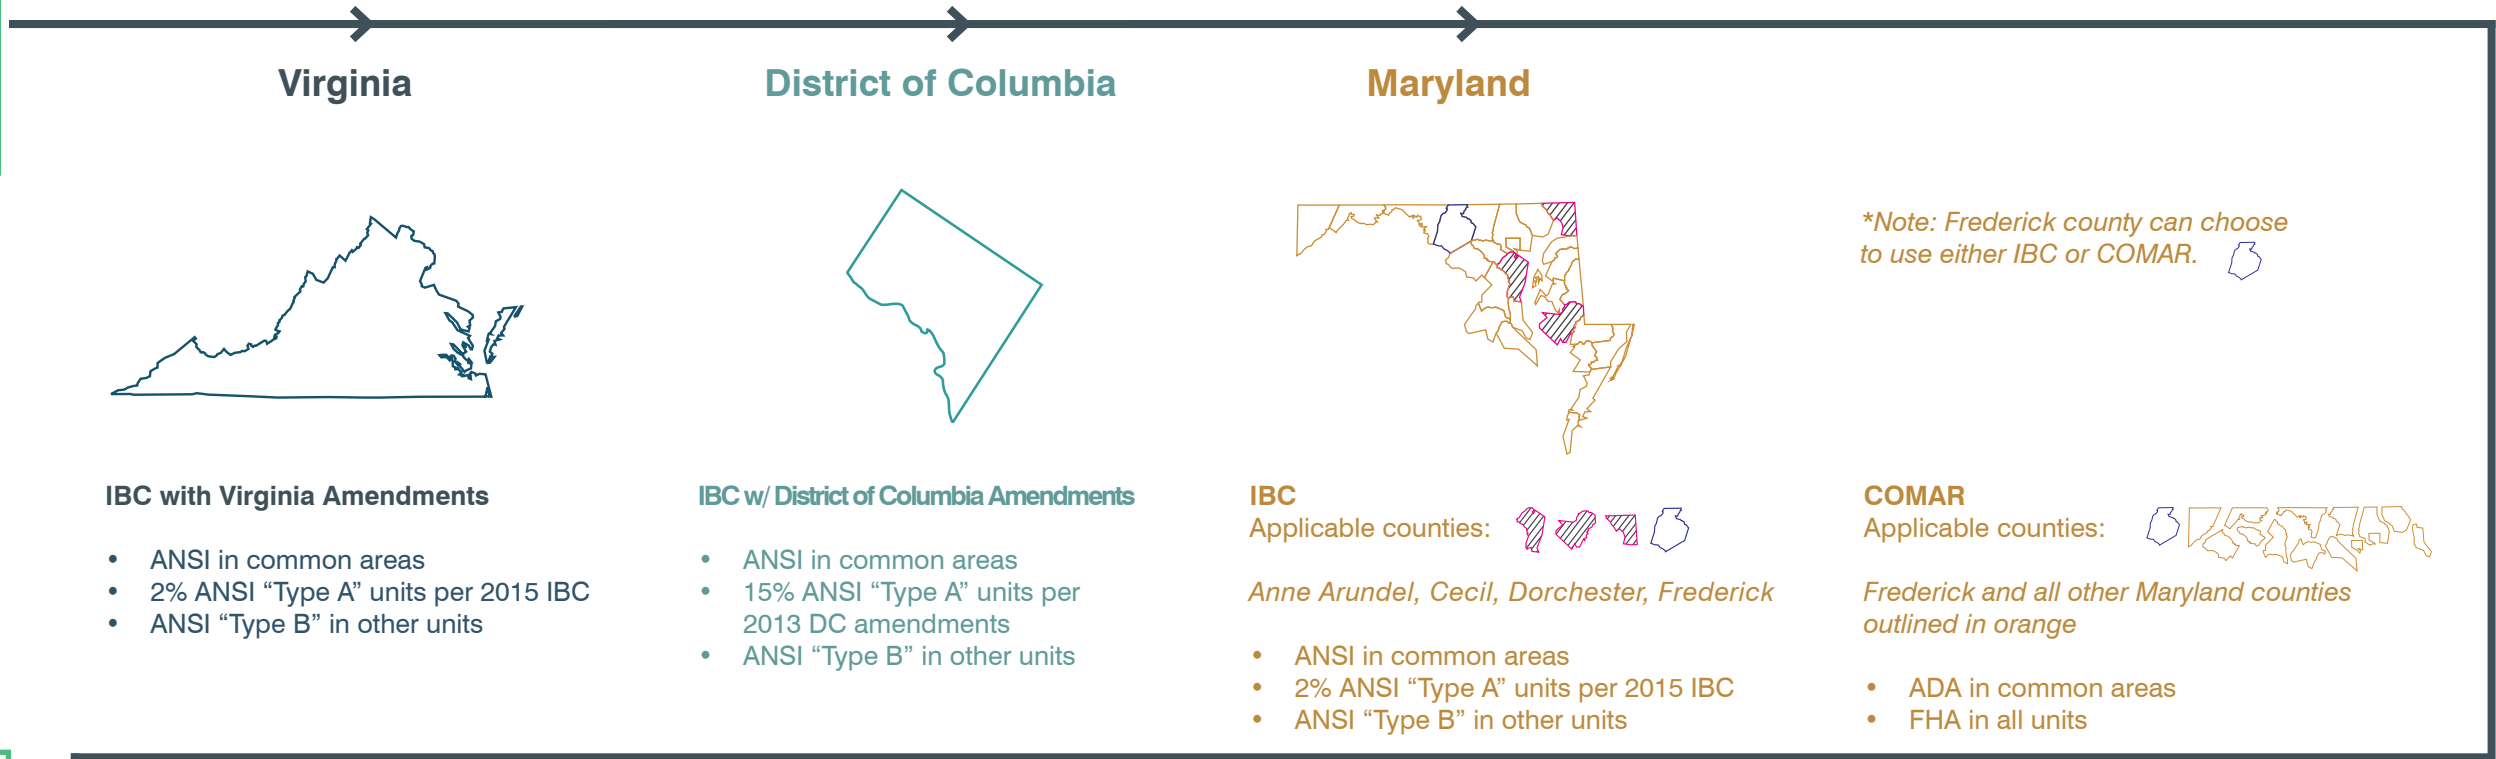 Virginia
District of Columbia
Maryland
*Note: Frederick county can choose
to use either IBC or COMAR.
IBC with Virginia Amendments
• ANSI in common areas
• 2% ANSI “Type A” units per 2015 IBC
• ANSI “Type B” in other units
IBC w/ District of Columbia Amendments
• ANSI in common areas
• 15% ANSI “Type A” units per
2013 DC amendments
• ANSI “Type B” in other units
IBC
Applicable counties:
Anne Arundel, Cecil, Dorchester, Frederick
• ANSI in common areas
• 2% ANSI “Type A” units per 2015 IBC
• ANSI “Type B” in other units
COMAR
Applicable counties:
Frederick and all other Maryland counties
outlined in orange
• ADA in common areas
• FHA in all units